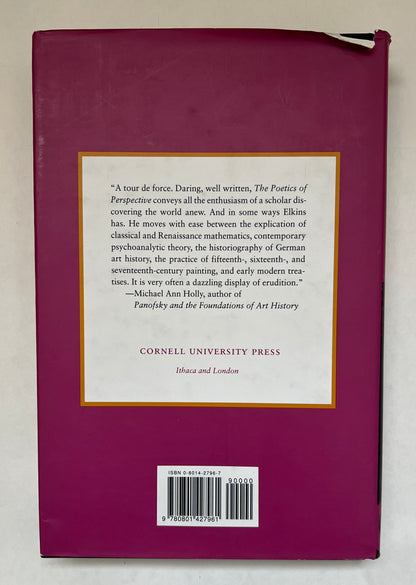 “A tour de force. Daring, well written, The Poetics of
Perspective conveys all the enthusiasm of a scholar dis-
covering the world anew. And in some ways Elkins
has. He moves with ease between the explication of
classical and Renaissance mathematics, contemporary
psychoanalytic theory, the historiography of German
art history, the practice of fifteenth-, sixteenth-, and
seventeenth-century painting, and early modern trea-
tises. It is very often a dazzling display of erudition.”
—Michael Ann Holly, author of
Panofsky and the Foundations of Art History
CORNELL UNIVERSITY PRESS
Ithaca and London
ISBN 0-8014-2796-7
90000
9 780801 427961